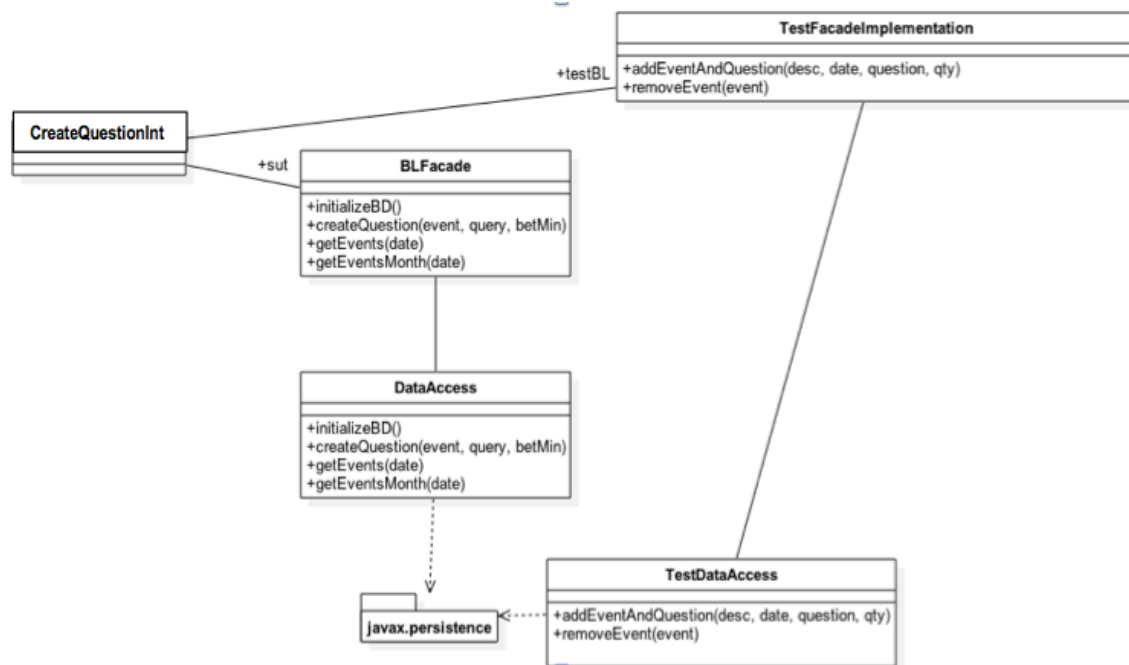 TestFacadeImplementation
+addEventAndQuestion(desc, date, question, qty)
+removeEvent(event)
+testBL
CreateQuestionInt
+sut
BLFacade
+initializeBD()
+createQuestion(event, query, betMin)
+getEvents(date)
+getEventsMonth(date)
DataAccess
+initializeBD()
+createQuestion(event, query, betMin)
+getEvents(date)
+getEventsMonth(date)
TestDataAccess
+addEventAndQuestion(desc, date, question, qty)
+removeEvent(event)
javax.persistence